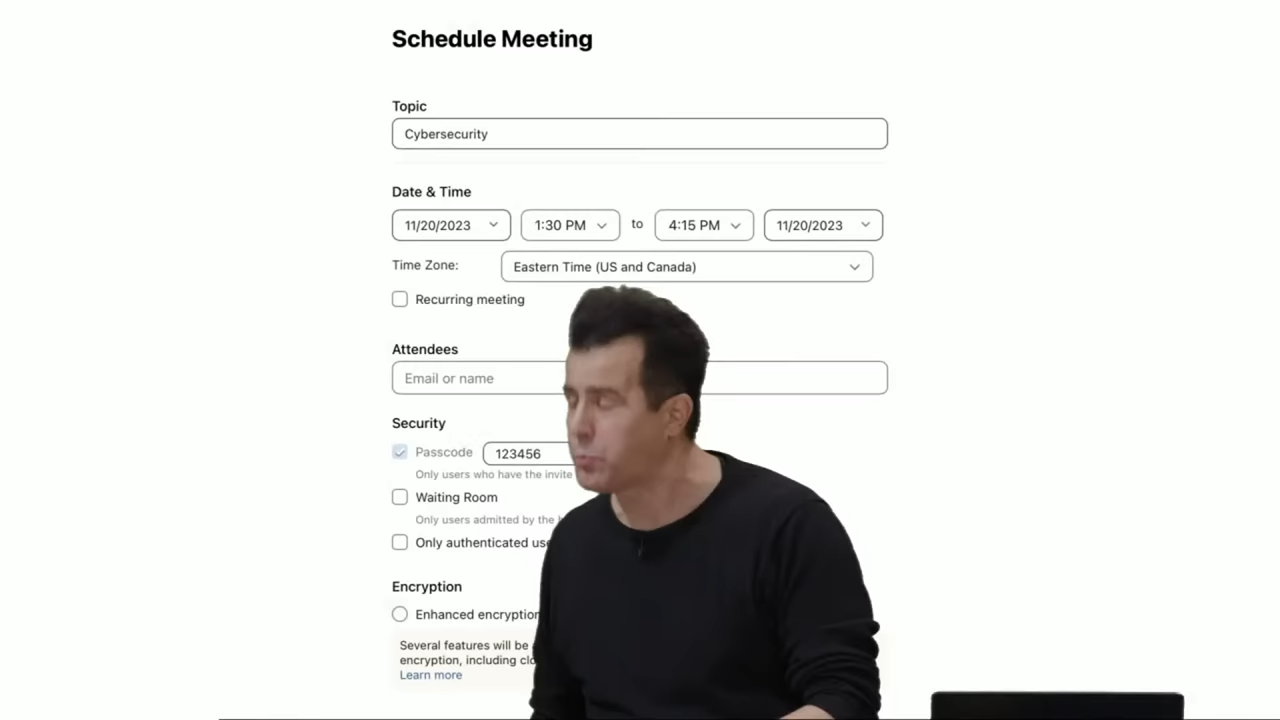 Schedule Meeting
Topic
Cybersecurity
Date & Time
11/20/2023 1:30 PM to 4:15 PM 11/20/2023
Time Zone: Eastern Time (US and Canada)
Recurring meeting
Attendees
Email or name
Security
Passcode 123456
Only users who have the invite
Waiting Room
Only users admitted by the
Only authenticated
Encryption
Enhanced encryption
Several features will be
encryption, including
Learn more